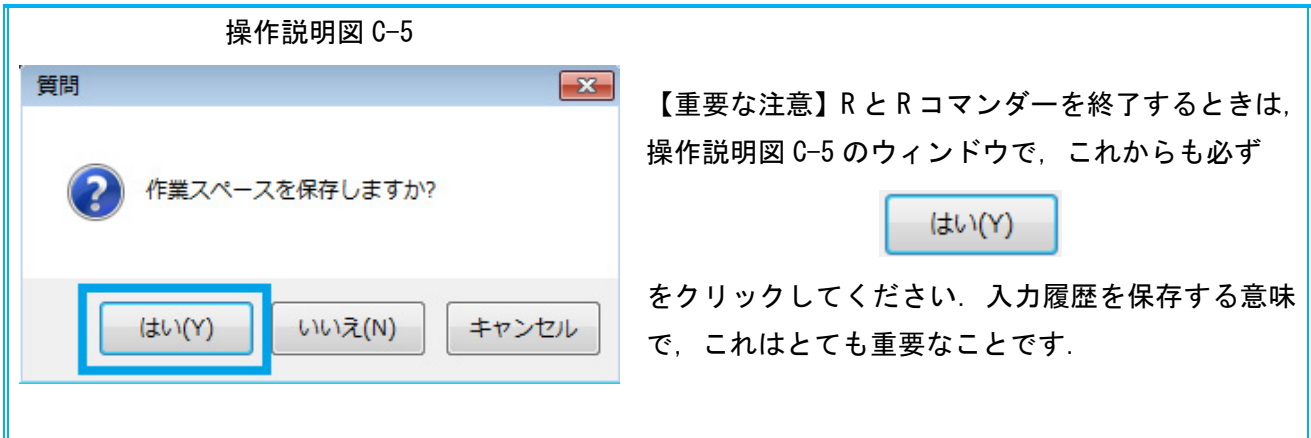 操作説明図 C-5
質問
作業スペースを保存しますか?
はい(Y)
いいえ(N)
キャンセル
【重要な注意】R と R コマンダーを終了するときは,
操作説明図 C-5 のウィンドウで，これからも必ず
はい(Y)
をクリックしてください．入力履歴を保存する意味
で，これはとても重要なことです．